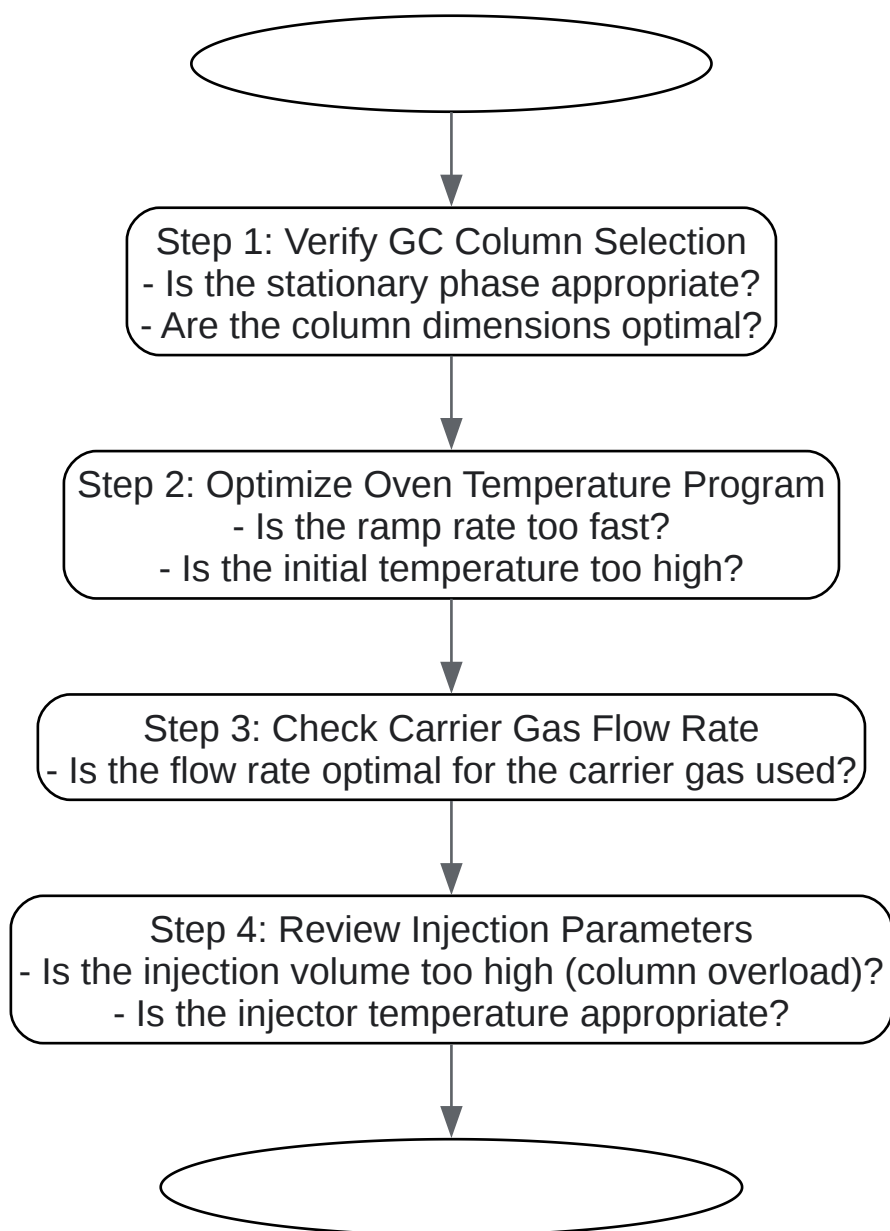 Step 1: Verify GC Column Selection
- Is the stationary phase appropriate?
- Are the column dimensions optimal?
Step 2: Optimize Oven Temperature Program
- Is the ramp rate too fast?
- Is the initial temperature too high?
Step 3: Check Carrier Gas Flow Rate
- Is the flow rate optimal for the carrier gas used?
Step 4: Review Injection Parameters
- Is the injection volume too high (column overload)?
- Is the injector temperature appropriate?